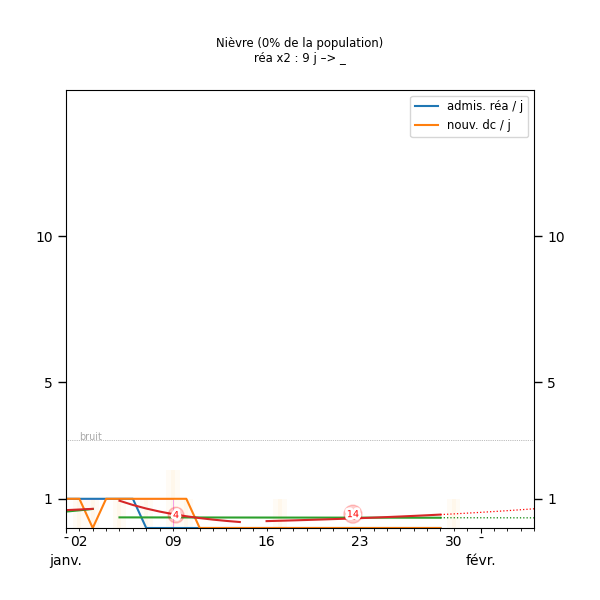 Nièvre (0% de la population)
réa x2 : 9 j −> _
admis. réa / j
nouv. dc / j
10
10
5
5
bruit
1
1
4
14
02
09
16
23
30
-
janv.
févr.